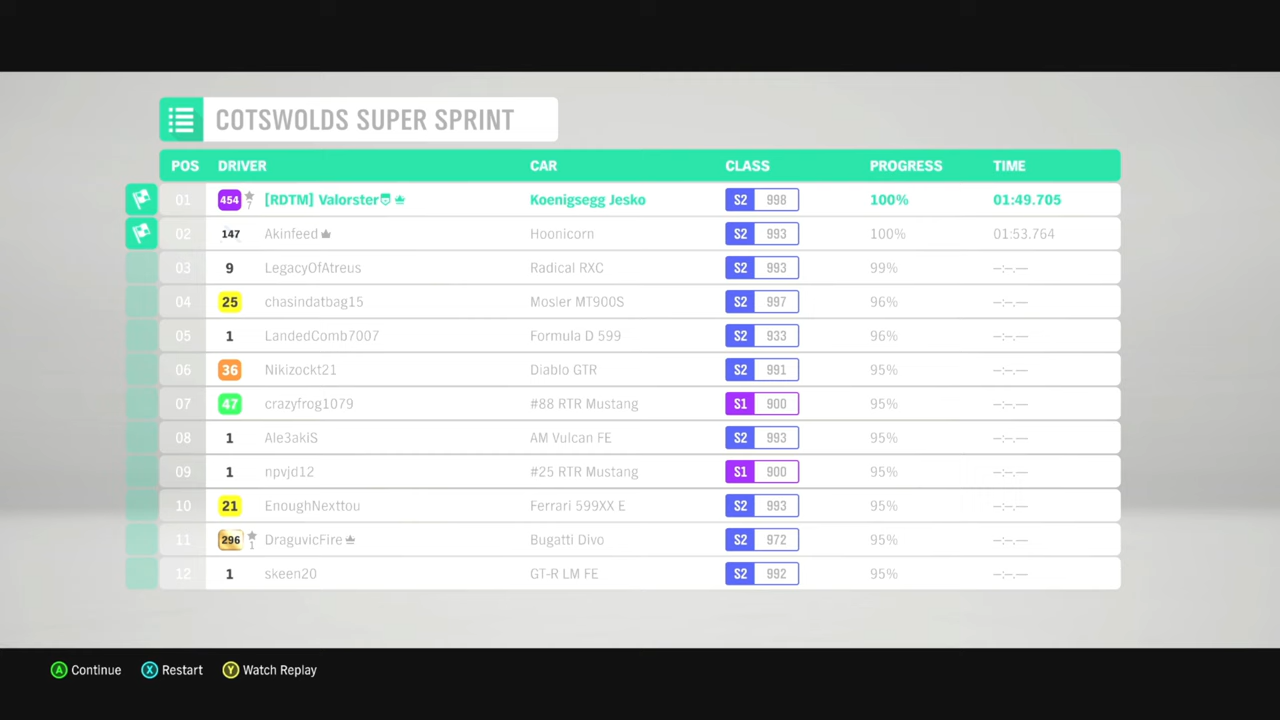 COTSWOLDS SUPER SPRINT
POS DRIVER CAR CLASS PROGRESS TIME
01 454 7 [RDTM] Valorster Koenigsegg Jesko S2 998 100% 01:49.705
02 147 Akinfeed Hoonicorn S2 993 100% 01:53.764
03 9 LegacyOfAtreus Radical RXC S2 993 99% --:--.---
04 25 chasindatbag15 Mosler MT900S S2 997 96% --:--.---
05 1 LandedComb7007 Formula D 599 S2 933 96% --:--.---
06 36 Nikizockt21 Diablo GTR S2 991 95% --:--.---
07 47 crazyfrog1079 #88 RTR Mustang S1 900 95% --:--.---
08 1 Ale3akiS AM Vulcan FE S2 993 95% --:--.---
09 1 npvjd12 #25 RTR Mustang S1 900 95% --:--.---
10 21 EnoughNexttou Ferrari 599XX E S2 993 95% --:--.---
11 296 1 DraguvicFire Bugatti Divo S2 972 95% --:--.---
12 1 skeen20 GT-R LM FE S2 992 95% --:--.---
A Continue X Restart Y Watch Replay